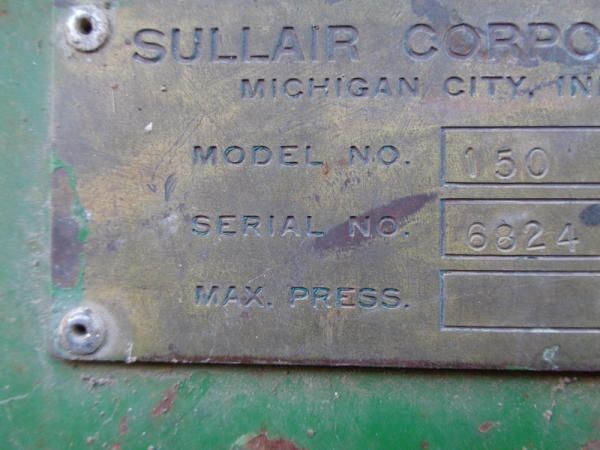 SULLAIR CORPO
MICHIGAN CITY, IN
MODEL NO. 150
SERIAL NO. 6824
MAX. PRESS.